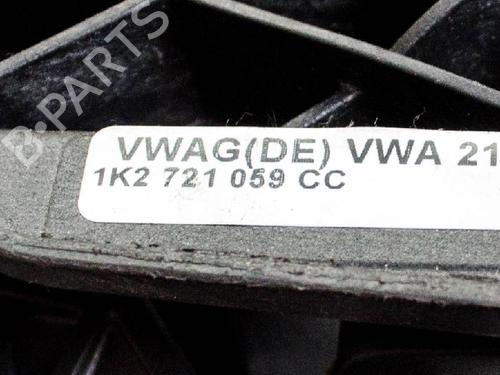 B-PARTS
VWAG(DE) VWA 21
1K2 721 059 CC